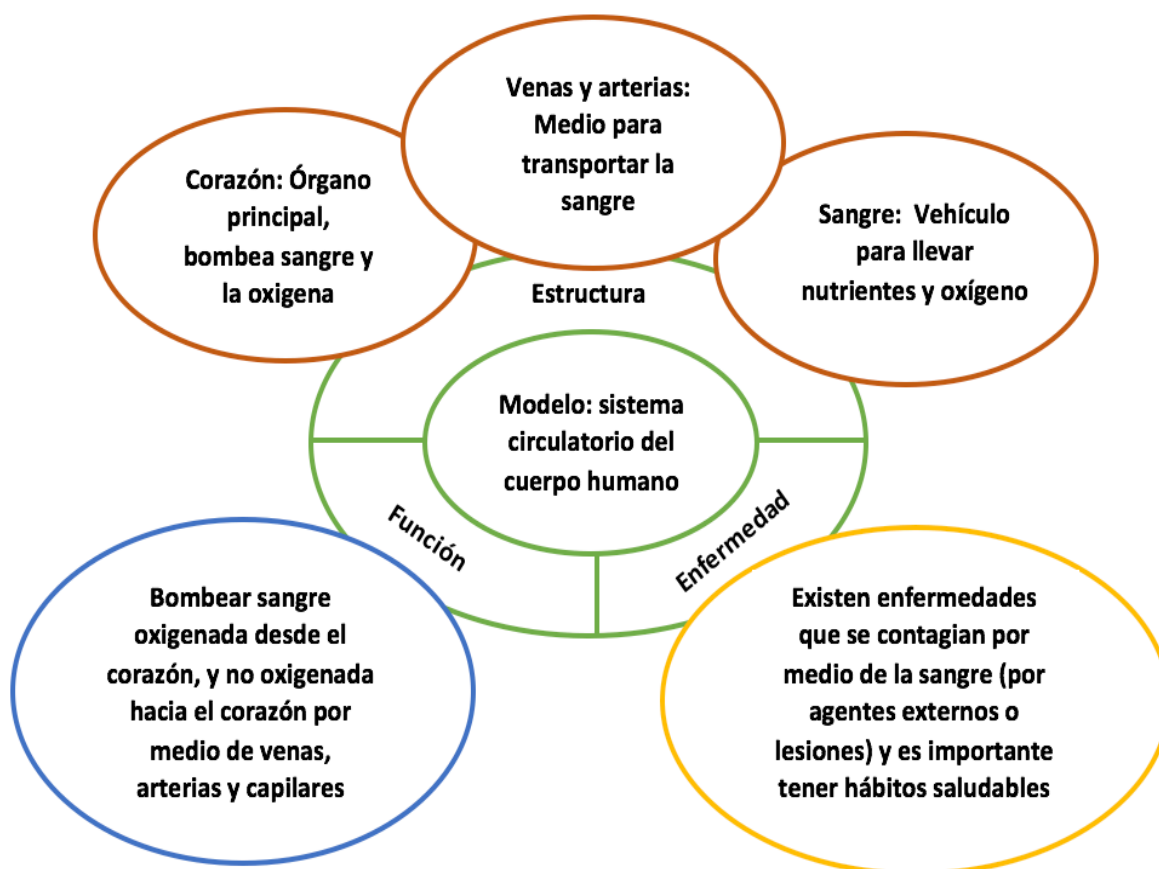 Venas y arterias:
Medio para
transportar la
sangre
Corazón: Órgano
principal,
bombea sangre y
la oxigena
Sangre:  Vehículo
para llevar
nutrientes y oxígeno
Estructura
Modelo: sistema
circulatorio del
cuerpo humano
Función
Enfermedad
Bombear sangre
oxigenada desde el
corazón, y no oxigenada
hacia el corazón por
medio de venas,
arterias y capilares
Existen enfermedades
que se contagian por
medio de la sangre (por
agentes externos o
lesiones) y es importante
tener hábitos saludables